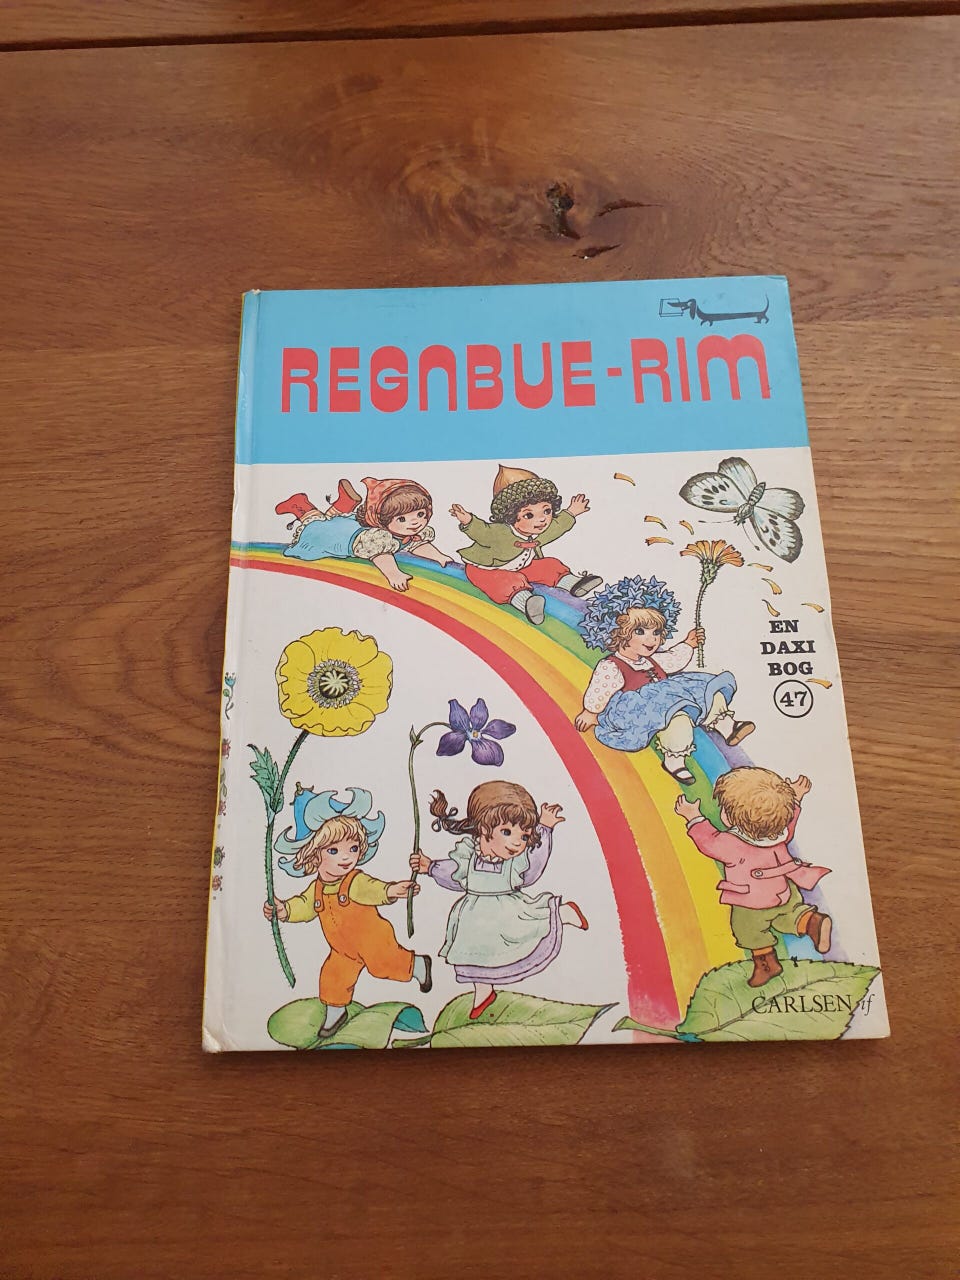 REGNBUE-RIM
EN
DAXI
BOG
47
CARLSEN if